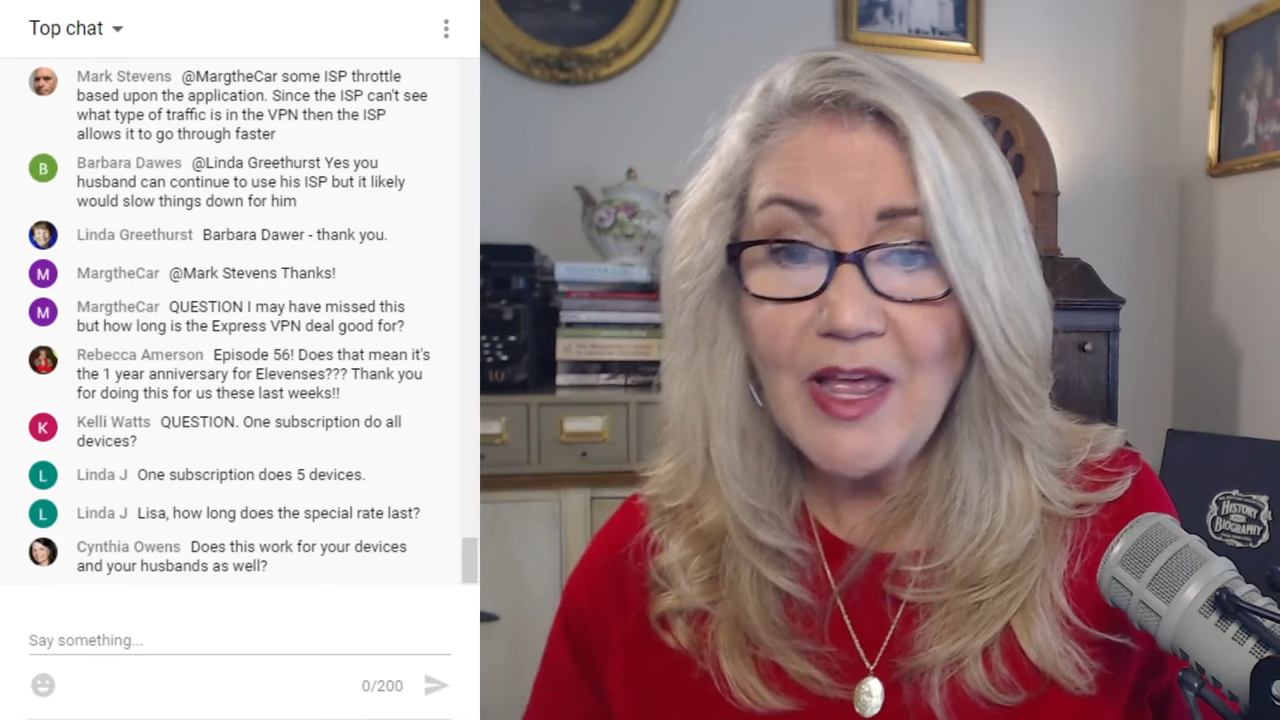 Top chat
Mark Stevens @MargtheCar some ISP throttle
based upon the application. Since the ISP can't see
what type of traffic is in the VPN then the ISP
allows it to go through faster
B
Barbara Dawes @Linda Greethurst Yes you
husband can continue to use his ISP but it likely
would slow things down for him
Linda Greethurst Barbara Dawer - thank you.
M
MargtheCar @Mark Stevens Thanks!
M
MargtheCar QUESTION I may have missed this
but how long is the Express VPN deal good for?
Rebecca Amerson Episode 56! Does that mean it's
the 1 year anniversary for Elevenses??? Thank you
for doing this for us these last weeks!!
K
Kelli Watts QUESTION. One subscription do all
devices?
L
Linda J One subscription does 5 devices.
L
Linda J Lisa, how long does the special rate last?
Cynthia Owens Does this work for your devices
and your husbands as well?
Say something...
0/200
10
HISTORY
BIOGRAPHY